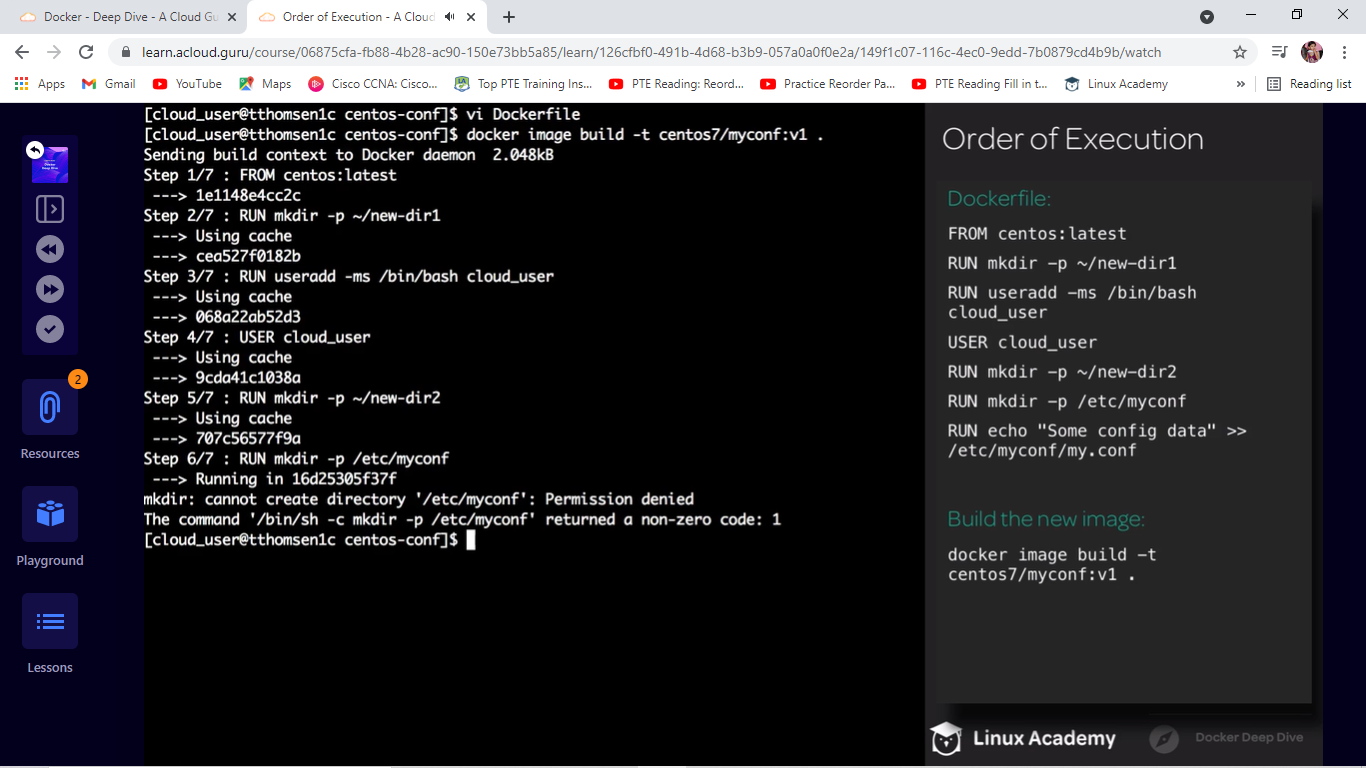 Docker - Deep Dive - A Cloud Gu
Order of Execution - A Cloud
learn.acloud.guru/course/06875cfa-fb88-4b28-ac90-150e73bb5a85/learn/126cfbf0-491b-4d68-b3b9-057a0a0f0e2a/149f1c07-116c-4ec0-9edd-7b0879cd4b9b/watch
Apps
Gmail
YouTube
Maps
Cisco CCNA: Cisco...
Top PTE Training Ins...
PTE Reading: Reord...
Practice Reorder Pa...
PTE Reading Fill in t...
Linux Academy
»
Reading list
2
Resources
Playground
Lessons
[cloud_user@tthomsen1c centos-conf]$ vi Dockerfile
[cloud_user@tthomsen1c centos-conf]$ docker image build -t centos7/myconf:v1 .
Sending build context to Docker daemon  2.048kB
Step 1/7 : FROM centos:latest
 ---> 1e1148e4cc2c
Step 2/7 : RUN mkdir -p ~/new-dir1
 ---> Using cache
 ---> cea527f0182b
Step 3/7 : RUN useradd -ms /bin/bash cloud_user
 ---> Using cache
 ---> 068a22ab52d3
Step 4/7 : USER cloud_user
 ---> Using cache
 ---> 9cda41c1038a
Step 5/7 : RUN mkdir -p ~/new-dir2
 ---> Using cache
 ---> 707c56577f9a
Step 6/7 : RUN mkdir -p /etc/myconf
 ---> Running in 16d25305f37f
mkdir: cannot create directory '/etc/myconf': Permission denied
The command '/bin/sh -c mkdir -p /etc/myconf' returned a non-zero code: 1
[cloud_user@tthomsen1c centos-conf]$
Order of Execution
Dockerfile:
FROM centos:latest
RUN mkdir -p ~/new-dir1
RUN useradd -ms /bin/bash
cloud_user
USER cloud_user
RUN mkdir -p ~/new-dir2
RUN mkdir -p /etc/myconf
RUN echo "Some config data" >>
/etc/myconf/my.conf
Build the new image:
docker image build -t
centos7/myconf:v1 .
Linux Academy
Docker Deep Dive